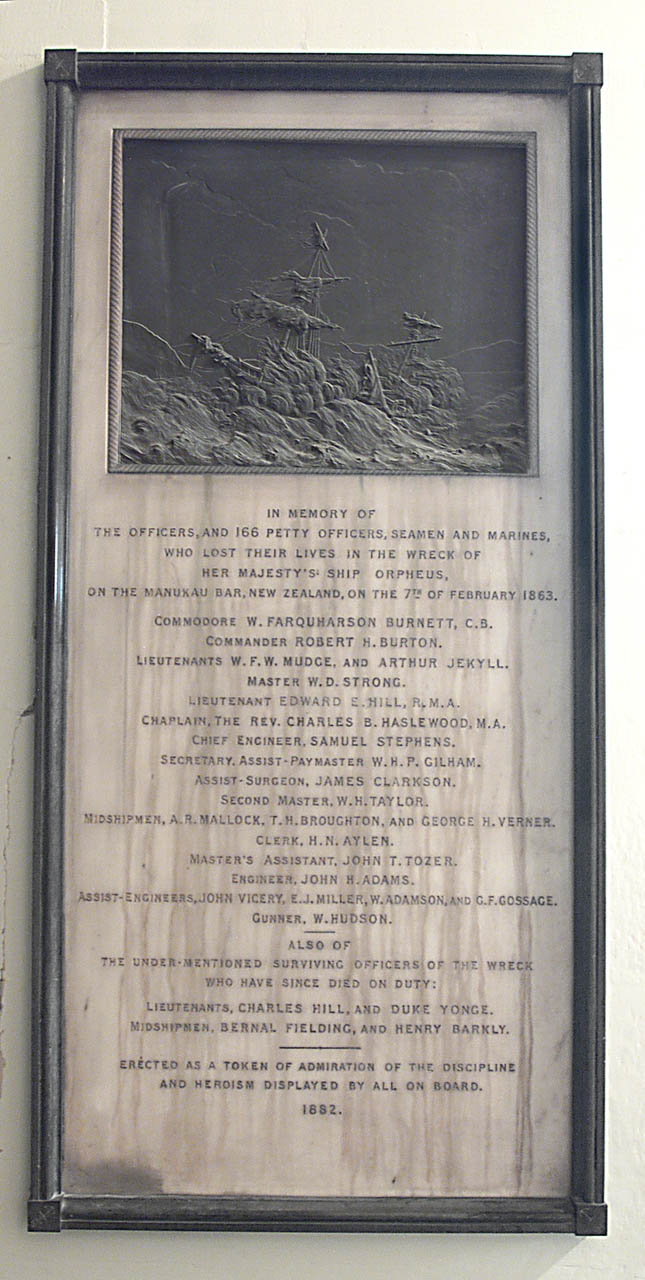 IN MEMORY OF
THE OFFICERS, AND 166 PETTY OFFICERS, SEAMEN AND MARINES,
WHO LOST THEIR LIVES IN THE WRECK OF
HER MAJESTY'S SHIP ORPHEUS,
ON THE MANUKAU BAR, NEW ZEALAND, ON THE 7TH OF FEBRUARY 1863.
COMMODORE W. FARQUHARSON BURNETT, C.B.
COMMANDER ROBERT H. BURTON.
LIEUTENANTS W.F.W. MUDGE, AND ARTHUR JEKYLL.
MASTER W.D. STRONG.
LIEUTENANT EDWARD E. HILL, R.M.A.
CHAPLAIN, THE REV. CHARLES B. HASLEWOOD, M.A.
CHIEF ENGINEER, SAMUEL STEPHENS.
SECRETARY, ASSIST-PAYMASTER W.H.P. GILHAM.
ASSIST-SURGEON, JAMES CLARKSON.
SECOND MASTER, W.H. TAYLOR.
MIDSHIPMEN, A.R. MALLOCK, T.H. BROUGHTON, AND GEORGE H. VERNER.
CLERK, H.N. AYLEN.
MASTER'S ASSISTANT, JOHN T. TOZER.
ENGINEER, JOHN H. ADAMS.
ASSIST-ENGINEERS, JOHN VICERY, E.J. MILLER, W. ADAMSON, AND G.F. GOSSAGE.
GUNNER, W. HUDSON.
ALSO OF
THE UNDER-MENTIONED SURVIVING OFFICERS OF THE WRECK
WHO HAVE SINCE DIED ON DUTY:
LIEUTENANTS, CHARLES HILL, AND DUKE YONGE.
MIDSHIPMEN, BERNAL FIELDING, AND HENRY BARKLY.
ERECTED AS A TOKEN OF ADMIRATION OF THE DISCIPLINE
AND HEROISM DISPLAYED BY ALL ON BOARD.
1882.